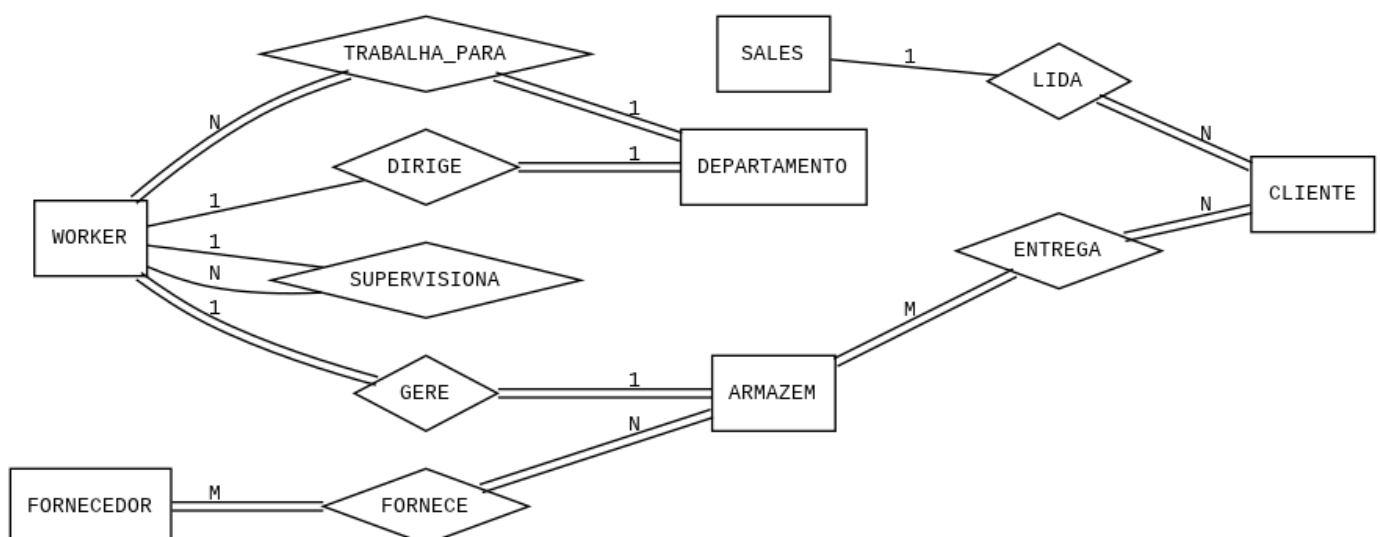 TRABALHA_PARA
SALES
1
LIDA
N
1
N
DIRIGE
1
DEPARTAMENTO
CLIENTE
1
N
WORKER
1
ENTREGA
N
SUPERVISIONA
1
M
GERE
1
ARMAZEM
N
FORNECEDOR
M
FORNECE